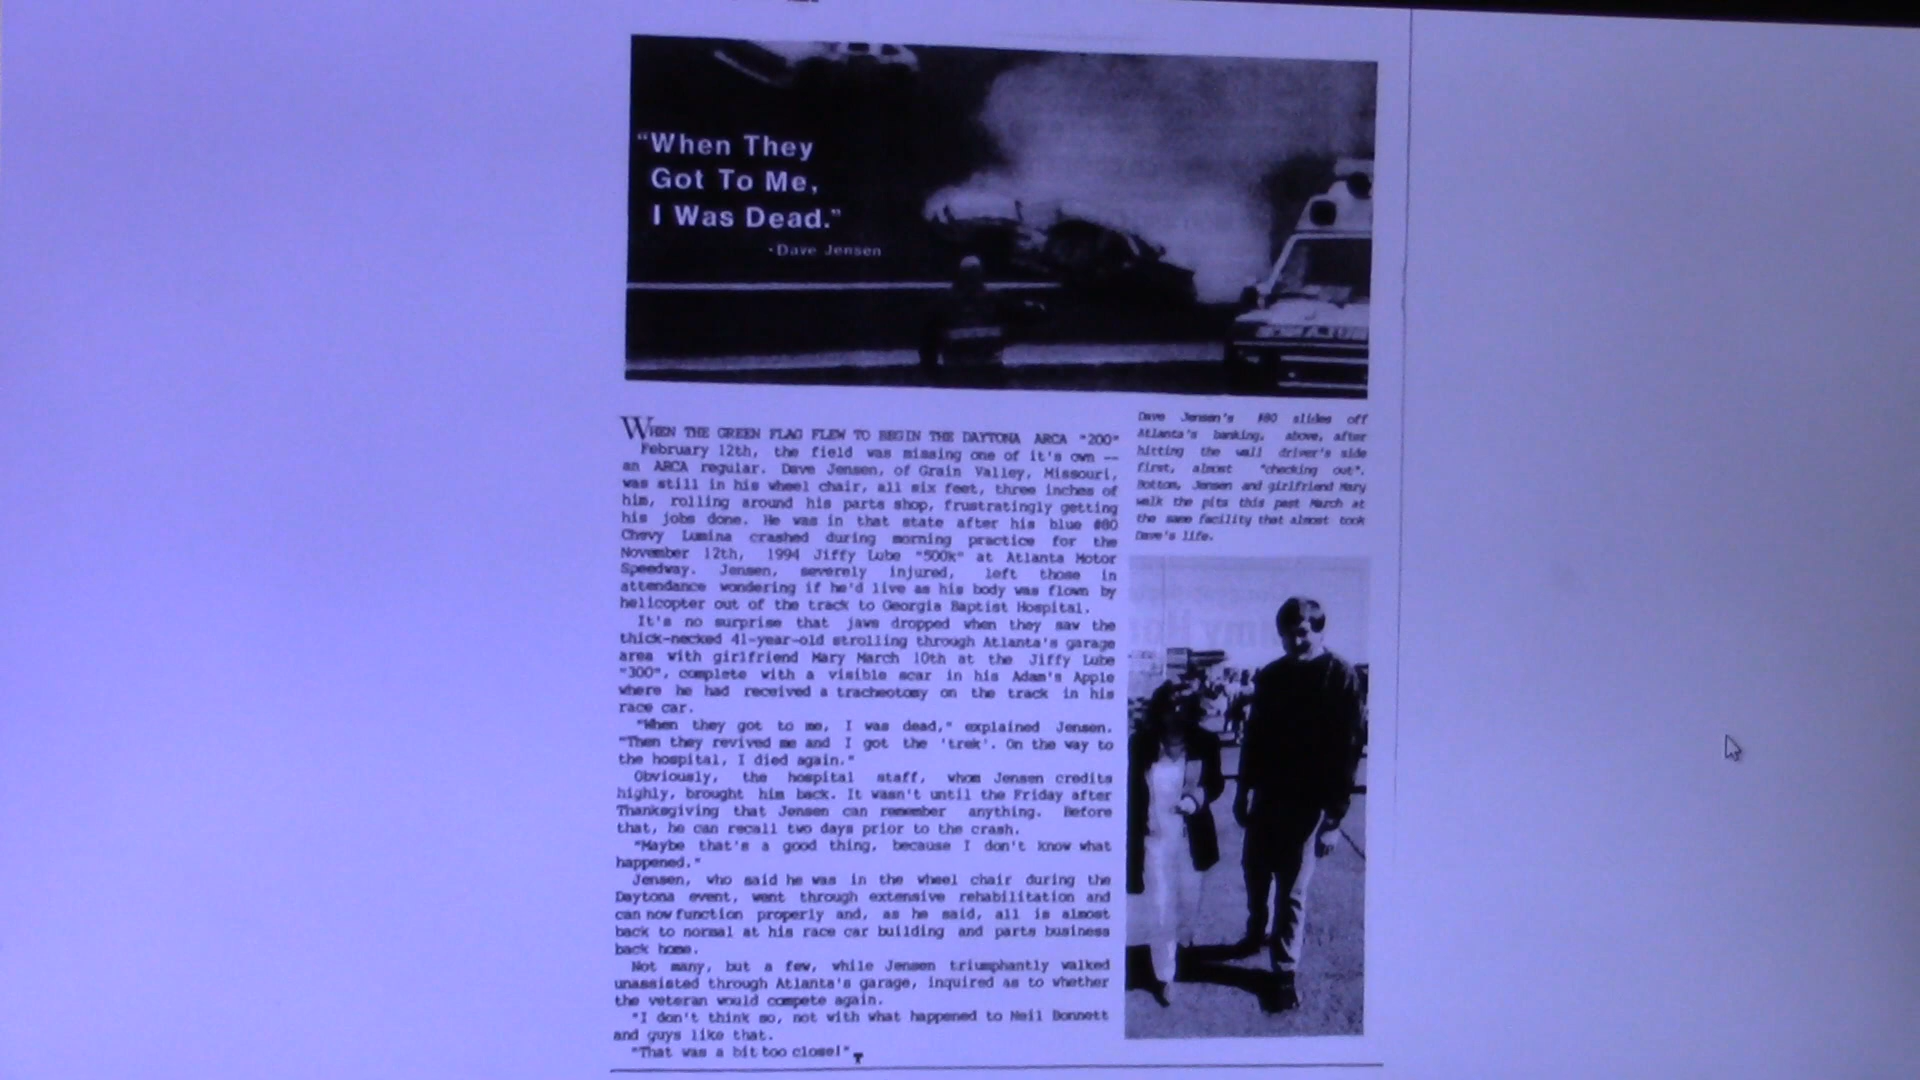 "When They
Got To Me,
I Was Dead."
-Dave Jensen
WHEN THE GREEN FLAG FLEW TO BEGIN THE DAYTONA ARCA "200"
February 12th, the field was missing one of it's own --
an ARCA regular. Dave Jensen, of Grain Valley, Missouri,
was still in his wheel chair, all six feet, three inches of
him, rolling around his parts shop, frustratingly getting
his jobs done. He was in that state after his blue #80
Chevy Lumina crashed during morning practice for the
November 12th, 1994 Jiffy Lube "500k" at Atlanta Motor
Speedway. Jensen, severely injured, left those in
attendance wondering if he'd live as his body was flown by
helicopter out of the track to Georgia Baptist Hospital.
It's no surprise that jaws dropped when they saw the
thick-necked 41-year-old strolling through Atlanta's garage
area with girlfriend Mary March 10th at the Jiffy Lube
"300", complete with a visible scar in his Adam's Apple
where he had received a tracheotomy on the track in his
race car.
"When they got to me, I was dead," explained Jensen.
"Then they revived me and I got the 'trek'. On the way to
the hospital, I died again."
Obviously, the hospital staff, whom Jensen credits
highly, brought him back. It wasn't until the Friday after
Thanksgiving that Jensen can remember anything. Before
that, he can recall two days prior to the crash.
"Maybe that's a good thing, because I don't know what
happened."
Jensen, who said he was in the wheel chair during the
Daytona event, went through extensive rehabilitation and
can now function properly and, as he said, all is almost
back to normal at his race car building and parts business
back home.
Not many, but a few, while Jensen triumphantly walked
unassisted through Atlanta's garage, inquired as to whether
the veteran would compete again.
"I don't think so, not with what happened to Neil Bonnett
and guys like that.
"That was a bit too close!"
Dave Jensen's #80 slides off
Atlanta's banking, above, after
hitting the wall driver's side
first, almost "checking out".
Bottom, Jensen and girlfriend Mary
walk the pits this past March at
the same facility that almost took
Dave's life.